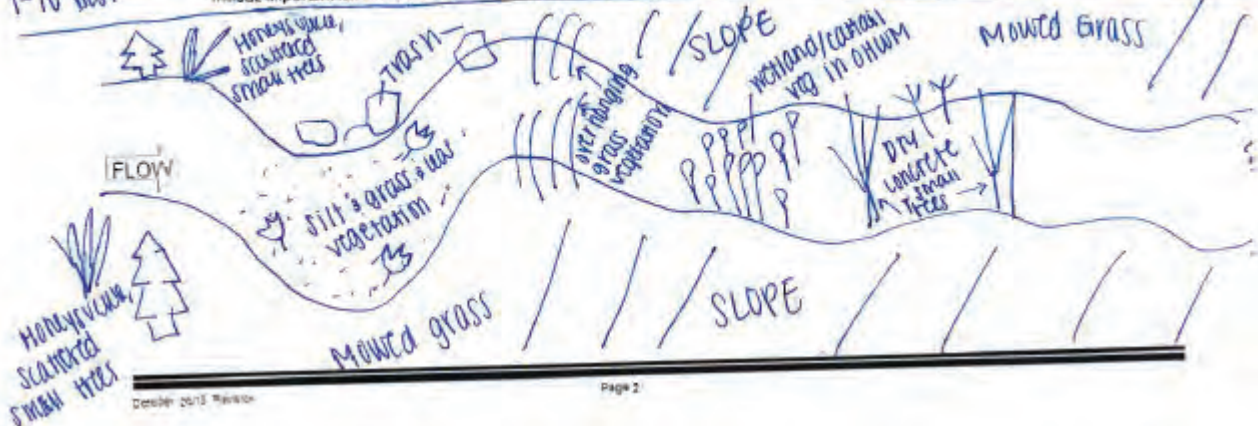 Honeysuckle,
scattered
small trees
Trash
SLOPE
Mowed Grass
overhanging
grass
vegetation
wetland/cattail
veg in OHWM
FLOW
silt & grass & leaf
vegetation
Dry
concrete
small
trees
Honeysuckle,
scattered
small trees
Mowed grass
SLOPE
Page 2
Revision